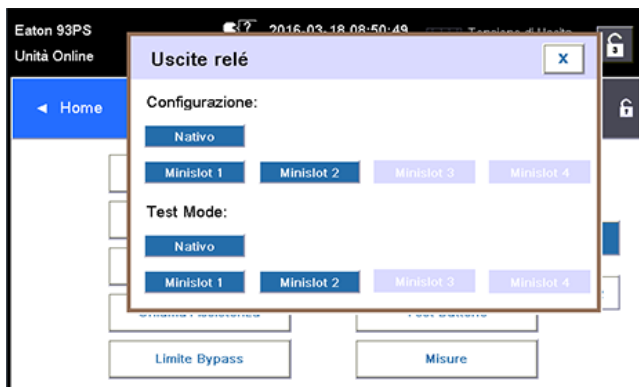 Eaton 93PS 2016-03-18 08:50:49
Unità Online
Uscite relé x
Home
Configurazione:
Nativo
Minislot 1 Minislot 2 Minislot 3 Minislot 4
Test Mode:
Nativo
Minislot 1 Minislot 2 Minislot 3 Minislot 4
Limite Bypass Misure